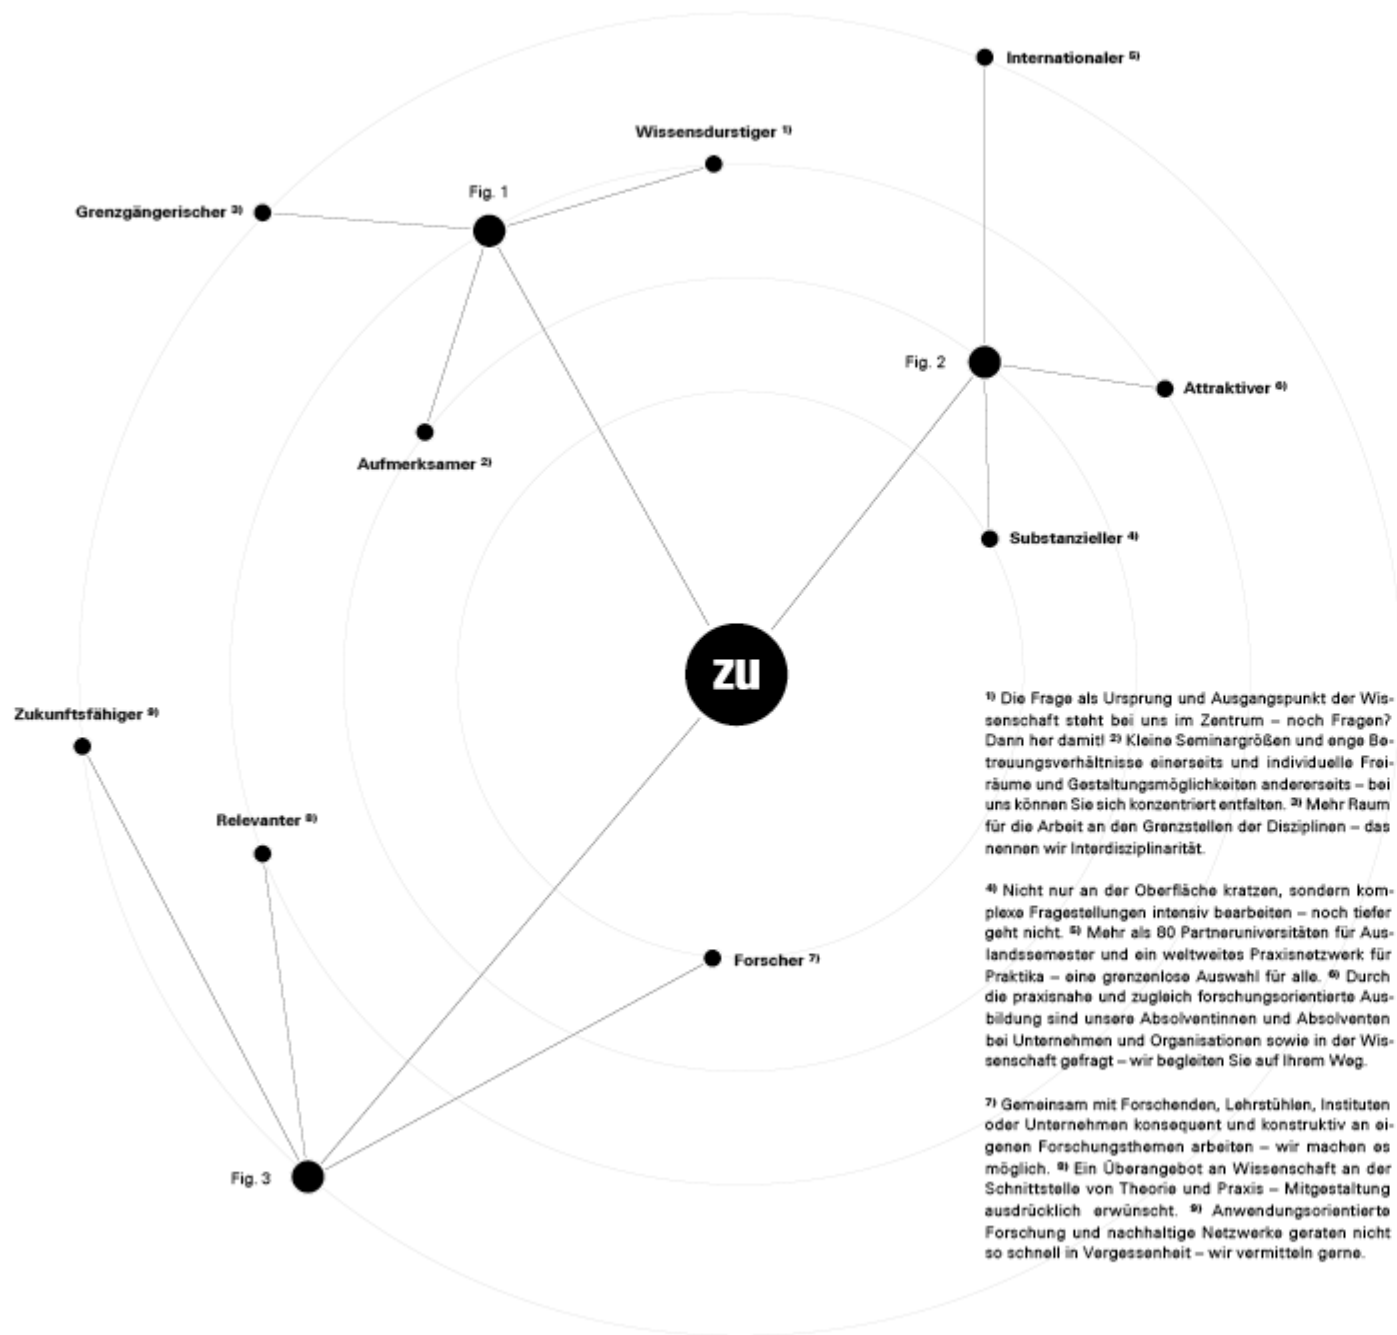 Internationaler ⁵⁾
Wissensdurstiger ¹⁾
Fig. 1
Grenzgängerischer ³⁾
Fig. 2
Attraktiver ⁶⁾
Aufmerksamer ²⁾
Substanzieller ⁴⁾
zu
Zukunftsfähiger ⁹⁾
Relevanter ⁸⁾
Forscher ⁷⁾
Fig. 3
¹⁾ Die Frage als Ursprung und Ausgangspunkt der Wis-
senschaft steht bei uns im Zentrum – noch Fragen?
Dann her damit! ²⁾ Kleine Seminargrößen und enge Be-
treuungsverhältnisse einerseits und individuelle Frei-
räume und Gestaltungsmöglichkeiten andererseits – bei
uns können Sie sich konzentriert entfalten. ³⁾ Mehr Raum
für die Arbeit an den Grenzstellen der Disziplinen – das
nennen wir Interdisziplinarität.
⁴⁾ Nicht nur an der Oberfläche kratzen, sondern kom-
plexe Fragestellungen intensiv bearbeiten – noch tiefer
geht nicht. ⁵⁾ Mehr als 80 Partneruniversitäten für Aus-
landssemester und ein weltweites Praxisnetzwerk für
Praktika – eine grenzenlose Auswahl für alle. ⁶⁾ Durch
die praxisnahe und zugleich forschungsorientierte Aus-
bildung sind unsere Absolventinnen und Absolventen
bei Unternehmen und Organisationen sowie in der Wis-
senschaft gefragt – wir begleiten Sie auf Ihrem Weg.
⁷⁾ Gemeinsam mit Forschenden, Lehrstühlen, Instituten
oder Unternehmen konsequent und konstruktiv an ei-
genen Forschungsthemen arbeiten – wir machen es
möglich. ⁸⁾ Ein Überangebot an Wissenschaft an der
Schnittstelle von Theorie und Praxis – Mitgestaltung
ausdrücklich erwünscht. ⁹⁾ Anwendungsorientierte
Forschung und nachhaltige Netzwerke geraten nicht
so schnell in Vergessenheit – wir vermitteln gerne.